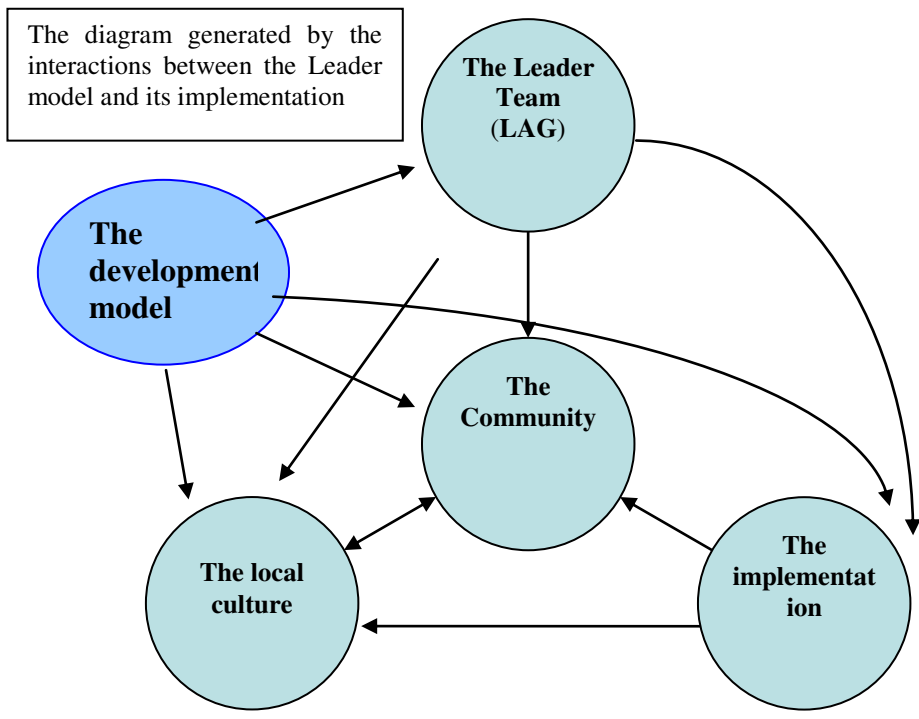 The diagram generated by the
interactions between the Leader
model and its implementation
The Leader
Team
(LAG)
The
development
model
The
Community
The local
culture
The
implementat
ion